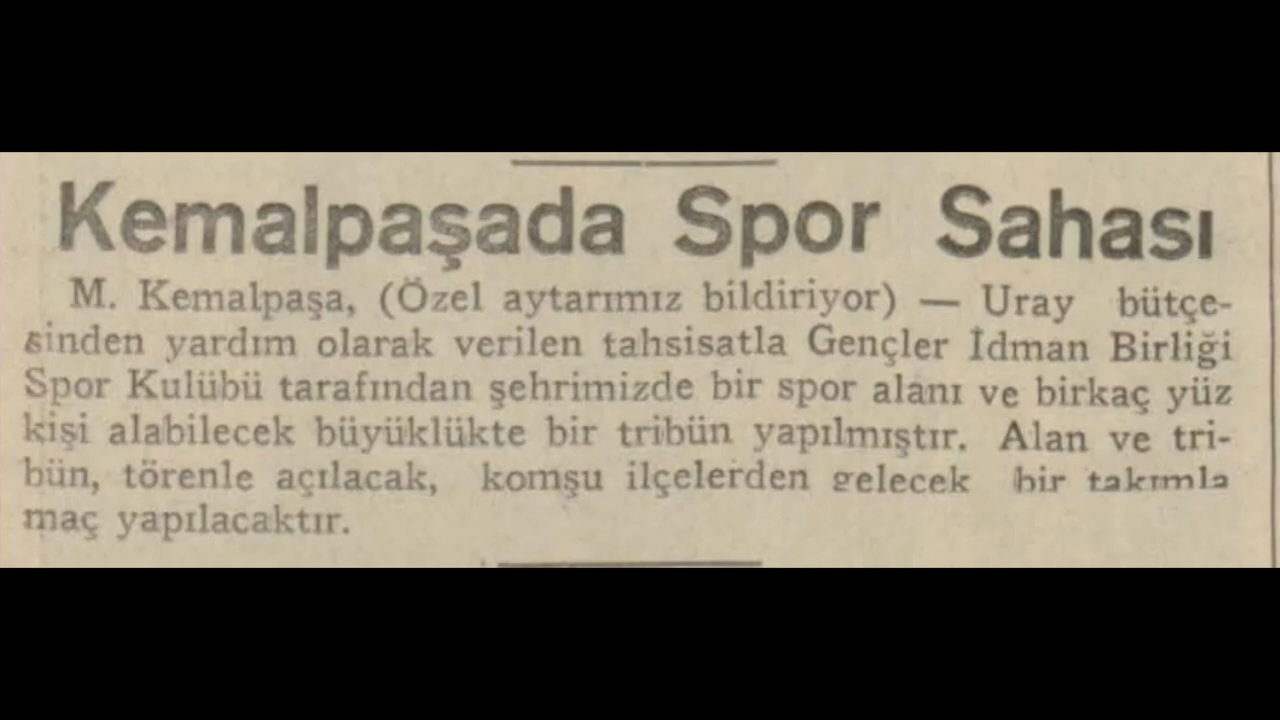 Kemalpaşada Spor Sahası
M. Kemalpaşa, (Özel aytarımız bildiriyor) — Uray bütçe-
sinden yardım olarak verilen tahsisatla Gençler İdman Birliği
Spor Kulübü tarafından şehrimizde bir spor alanı ve birkaç yüz
kişi alabilecek büyüklükte bir tribün yapılmıştır. Alan ve tri-
bün, törenle açılacak, komşu ilçelerden gelecek bir takımla
maç yapılacaktır.